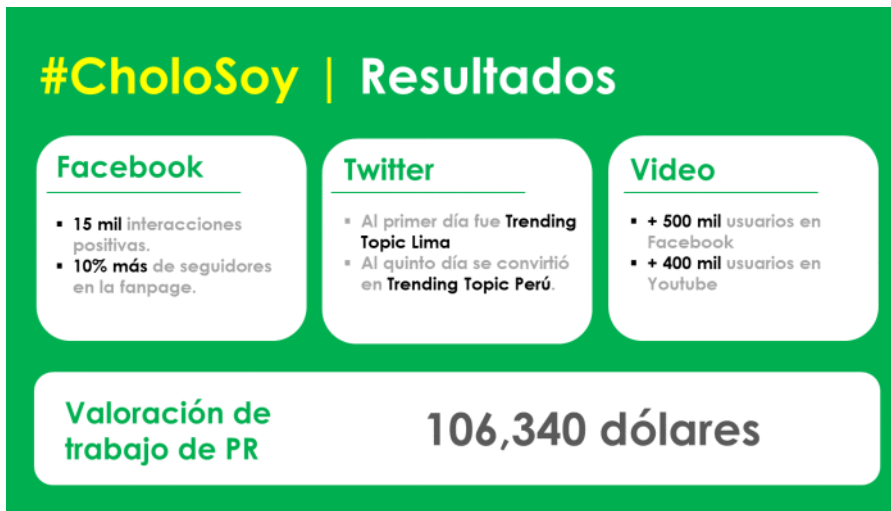 #CholoSoy | Resultados
Facebook
▪ 15 mil interacciones
positivas.
▪ 10% más de seguidores
en la fanpage.
Twitter
▪ Al primer día fue Trending
Topic Lima
▪ Al quinto día se convirtió
en Trending Topic Perú.
Video
▪ + 500 mil usuarios en
Facebook
▪ + 400 mil usuarios en
Youtube
Valoración de
trabajo de PR
106,340 dólares